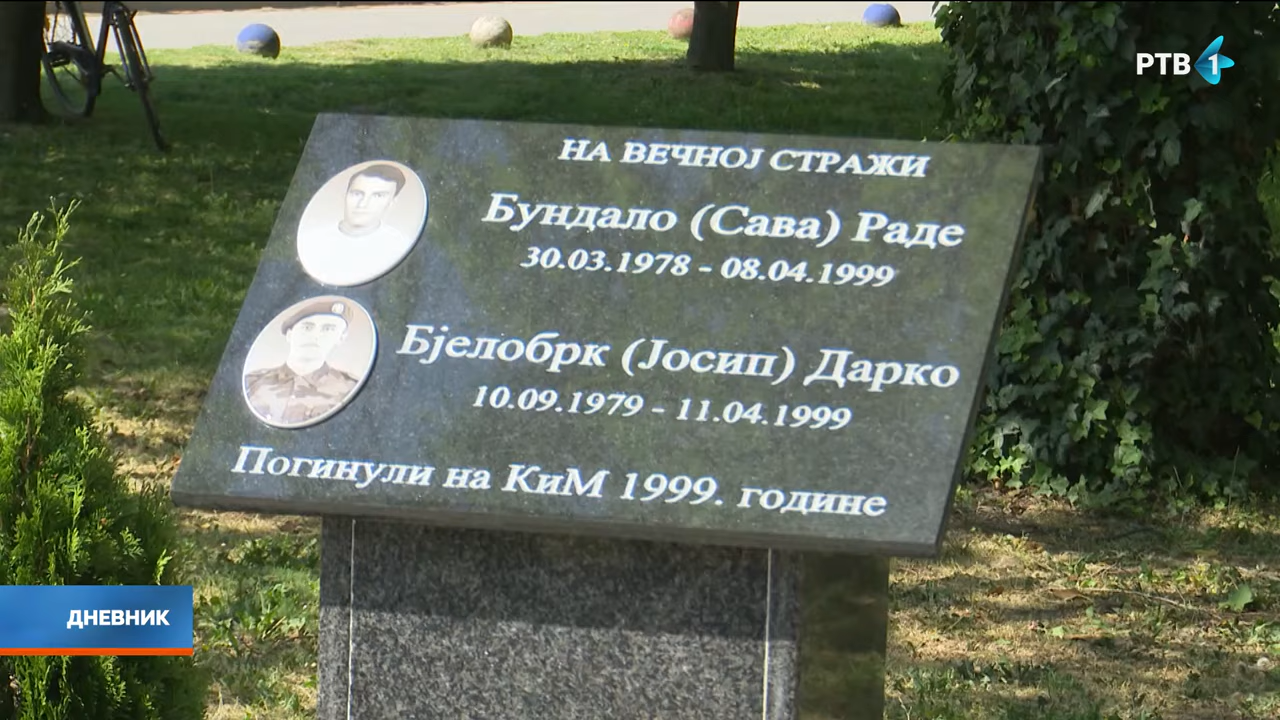 РТВ 1
НА ВЕЧНОЈ СТРАЖИ
Бундало (Сава) Раде
30.03.1978 - 08.04.1999
Бјелобрк (Јосип) Дарко
10.09.1979 - 11.04.1999
Погинули на КиМ 1999. године
ДНЕВНИК